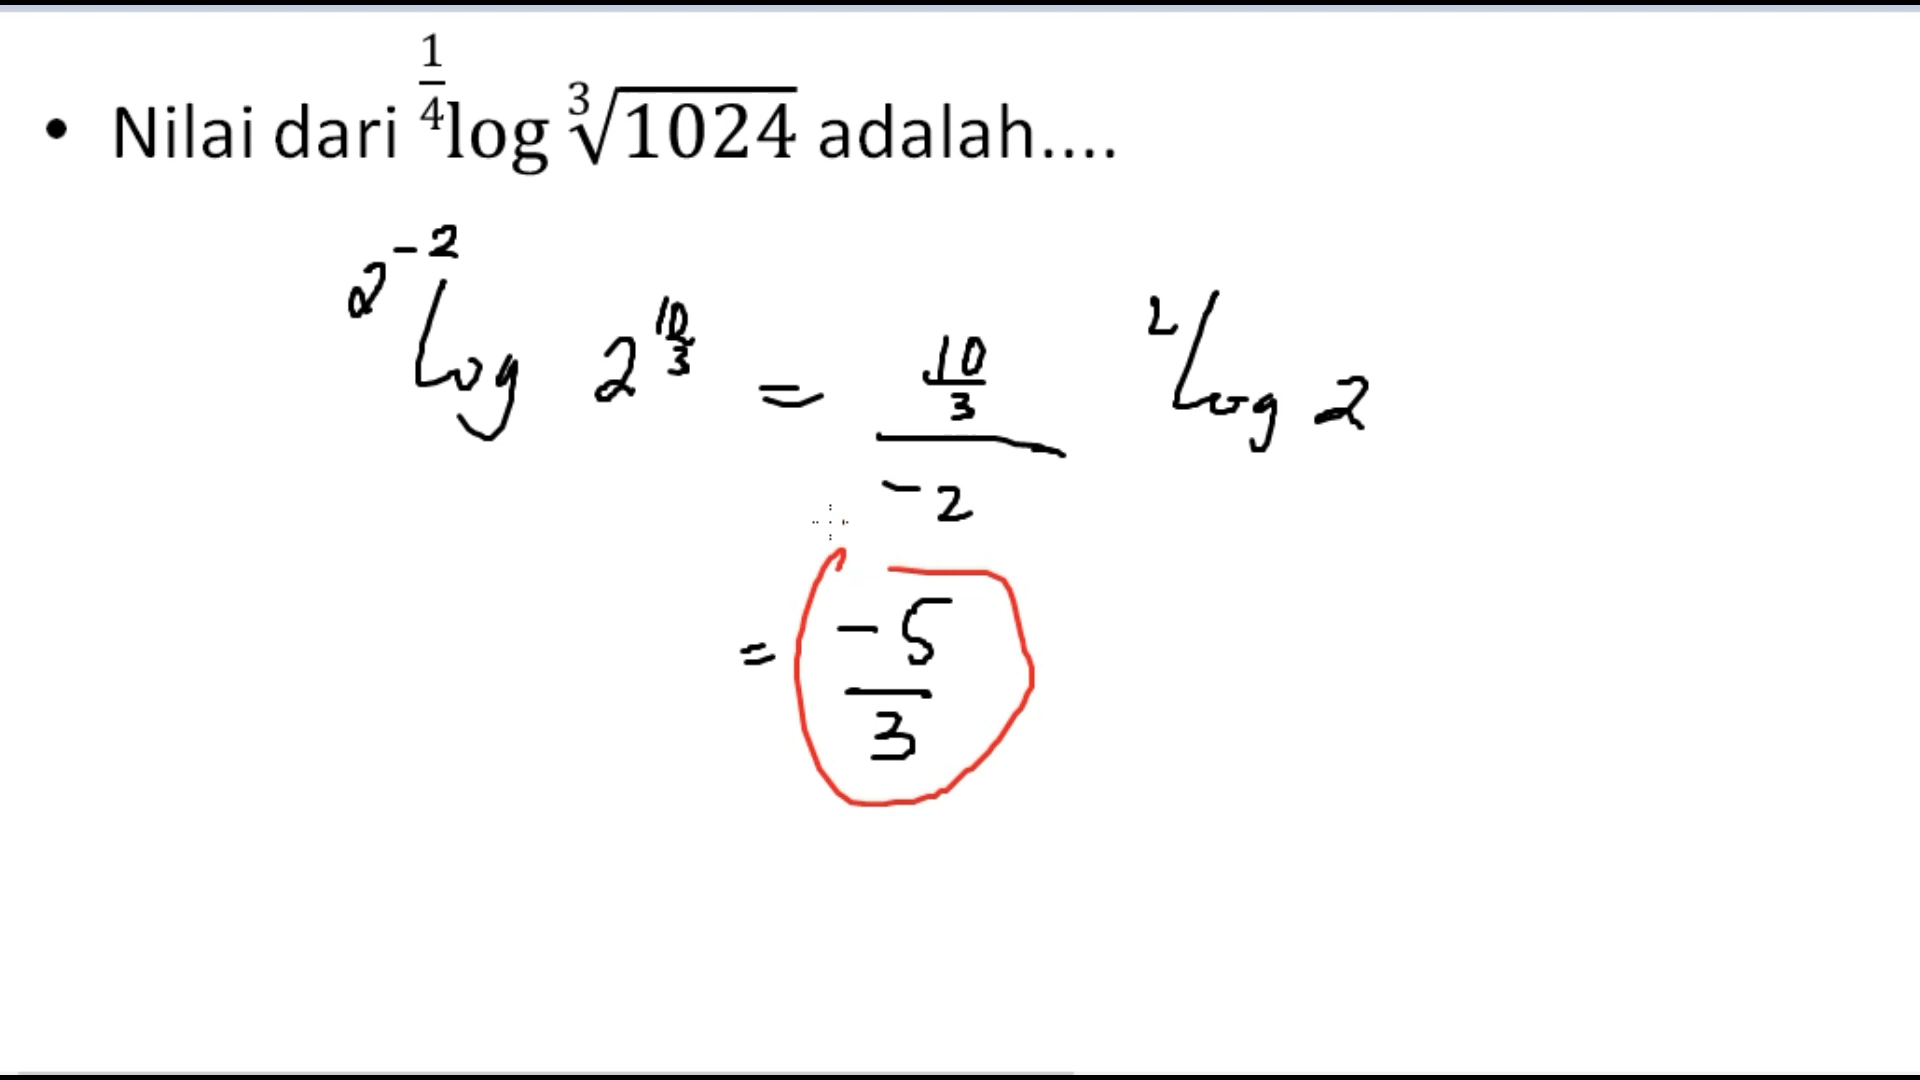 • Nilai dari ¹⁄₄log ∛1024 adalah....
2⁻² log 2^(10/3) = (10/3)/(-2) ²log 2
= -5/3